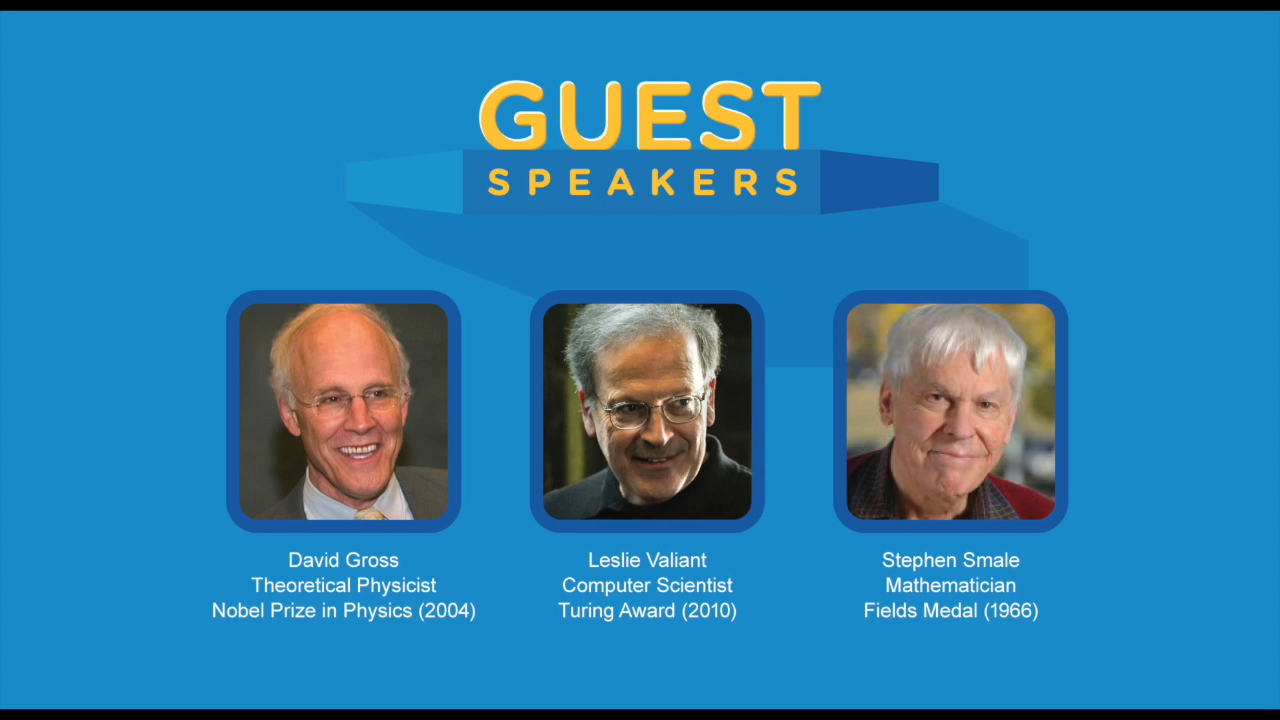 GUEST
SPEAKERS
David Gross
Theoretical Physicist
Nobel Prize in Physics (2004)
Leslie Valiant
Computer Scientist
Turing Award (2010)
Stephen Smale
Mathematician
Fields Medal (1966)